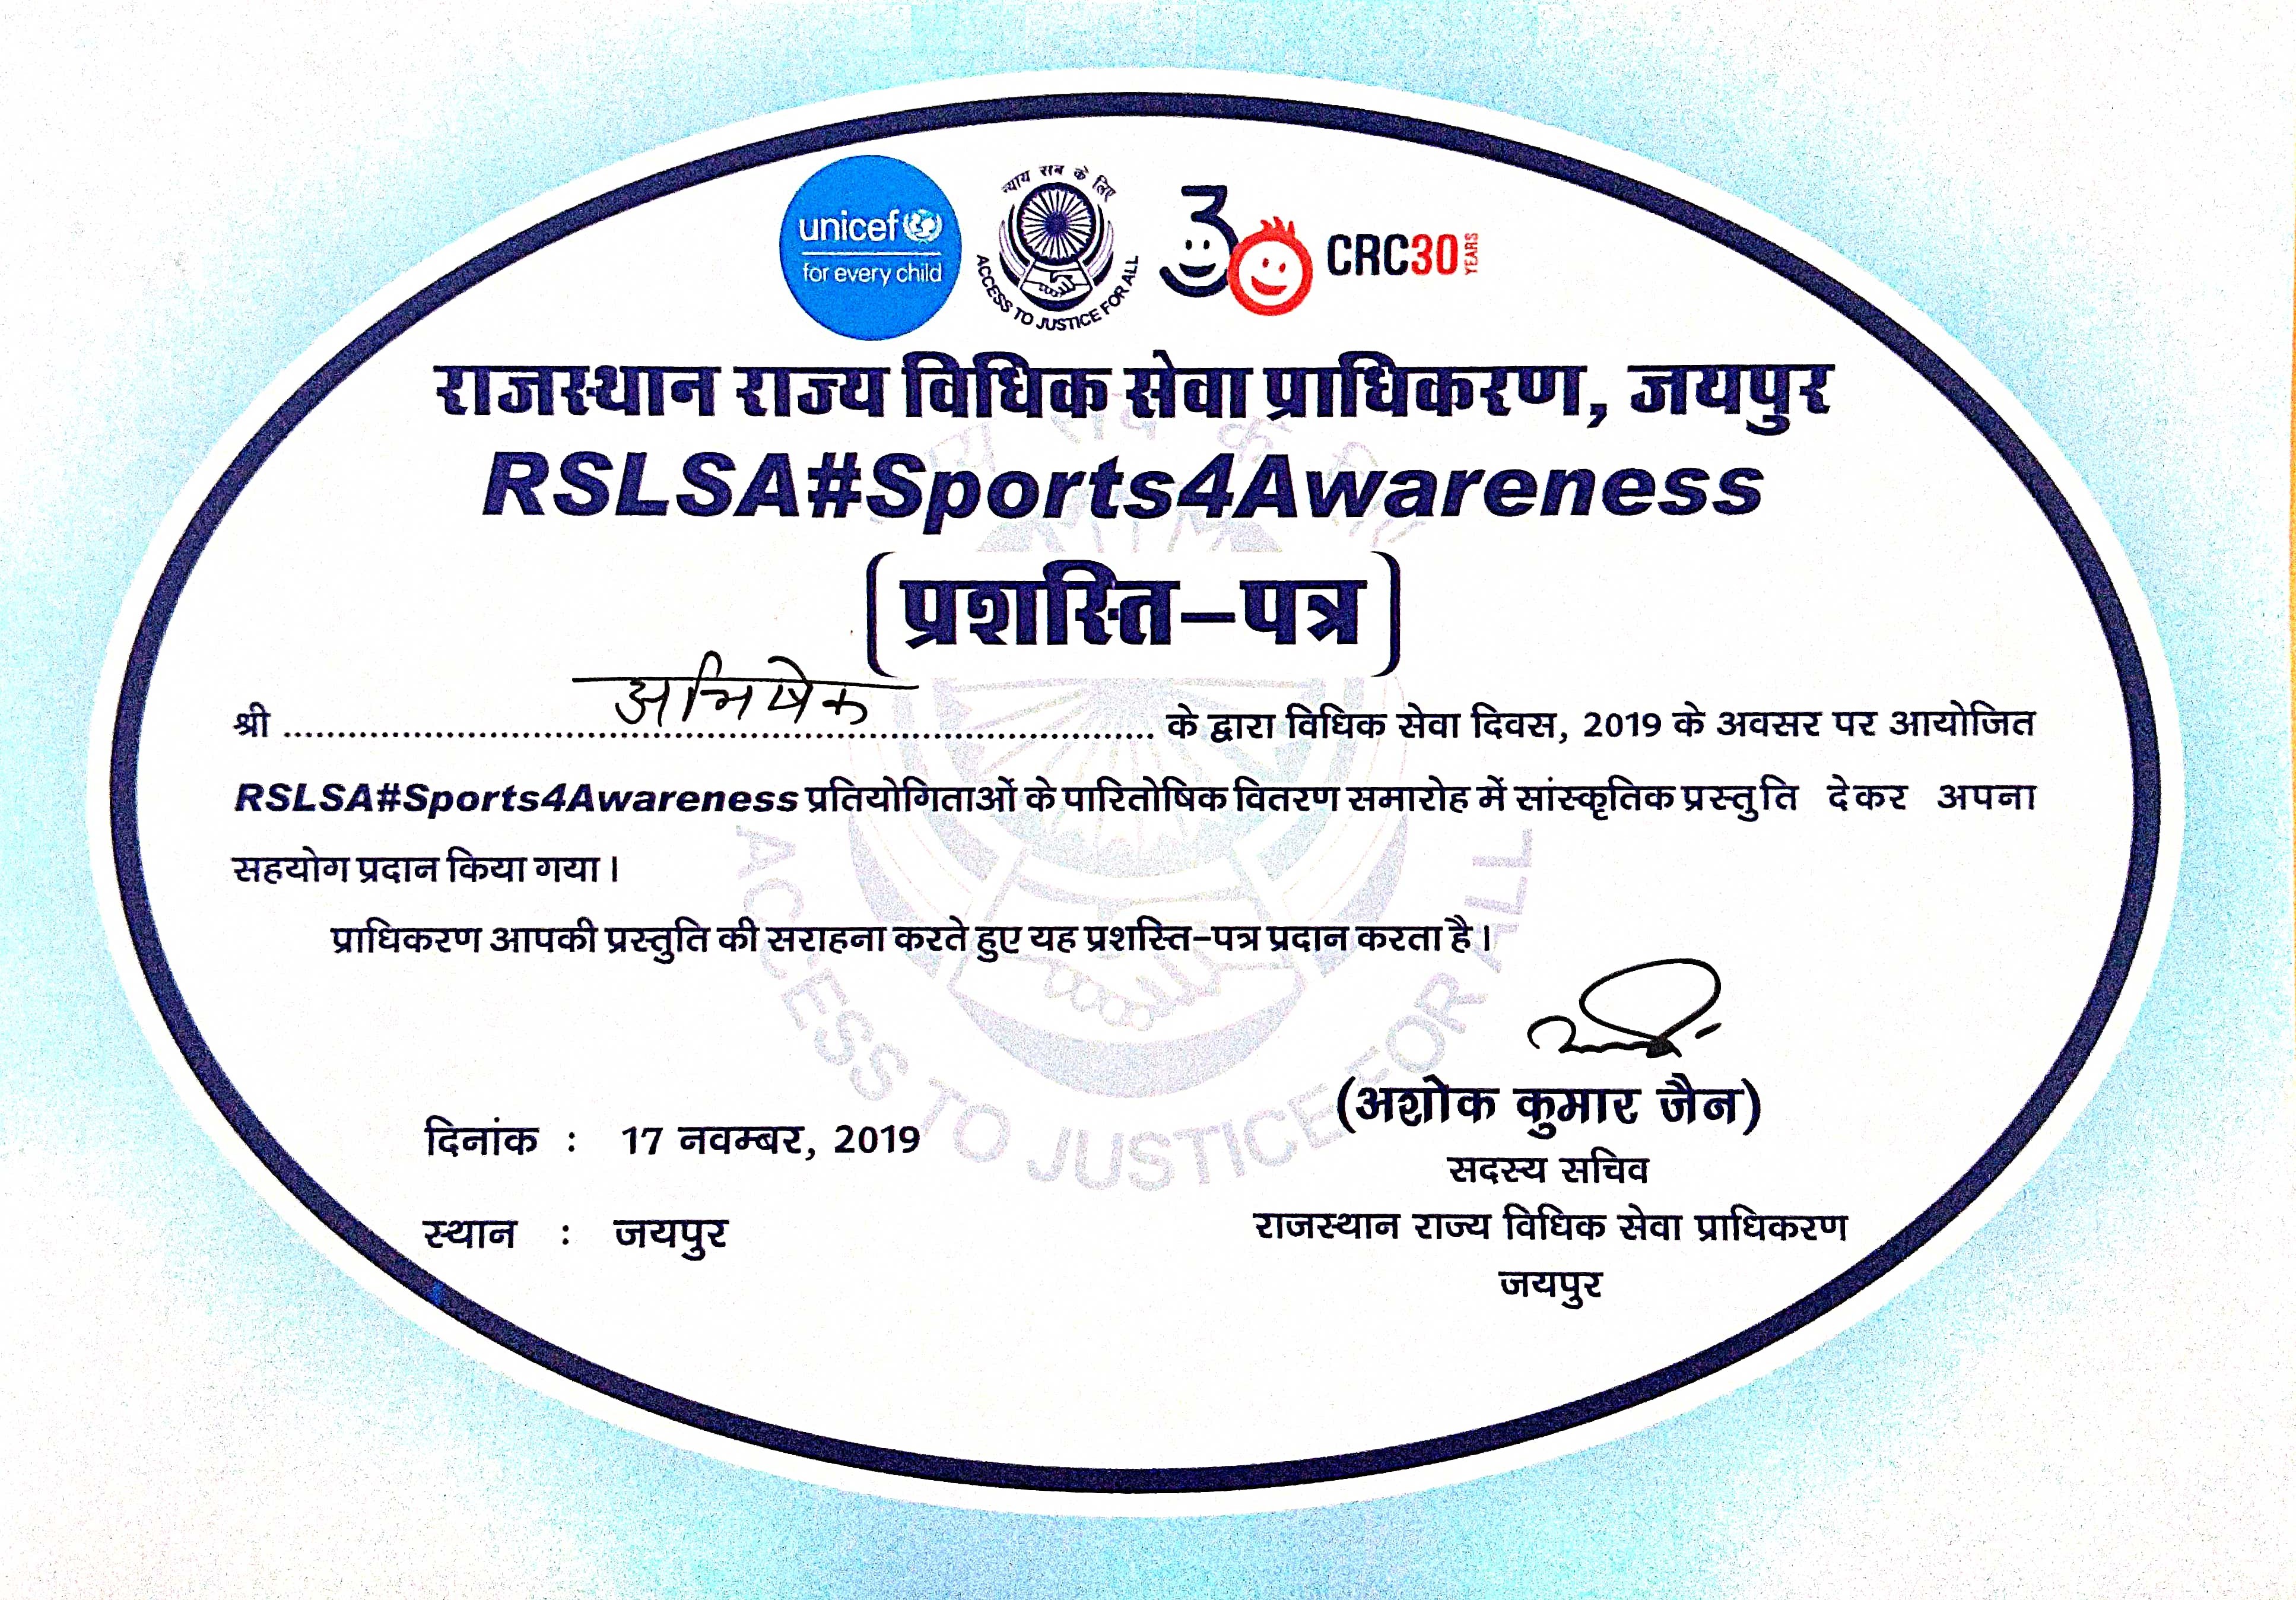 unicef
for every child
न्याय सब के लिए
ACCESS TO JUSTICE FOR ALL
30
CRC30 YEARS
राजस्थान राज्य विधिक सेवा प्राधिकरण, जयपुर
RSLSA#Sports4Awareness
प्रशस्ति-पत्र
श्री अभिषेक के द्वारा विधिक सेवा दिवस, 2019 के अवसर पर आयोजित
RSLSA#Sports4Awareness प्रतियोगिताओं के पारितोषिक वितरण समारोह में सांस्कृतिक प्रस्तुति देकर अपना
सहयोग प्रदान किया गया।
प्राधिकरण आपकी प्रस्तुति की सराहना करते हुए यह प्रशस्ति-पत्र प्रदान करता है।
(अशोक कुमार जैन)
दिनांक : 17 नवम्बर, 2019
सदस्य सचिव
स्थान : जयपुर
राजस्थान राज्य विधिक सेवा प्राधिकरण
जयपुर
न्याय सब के लिए
ACCESS TO JUSTICE FOR ALL